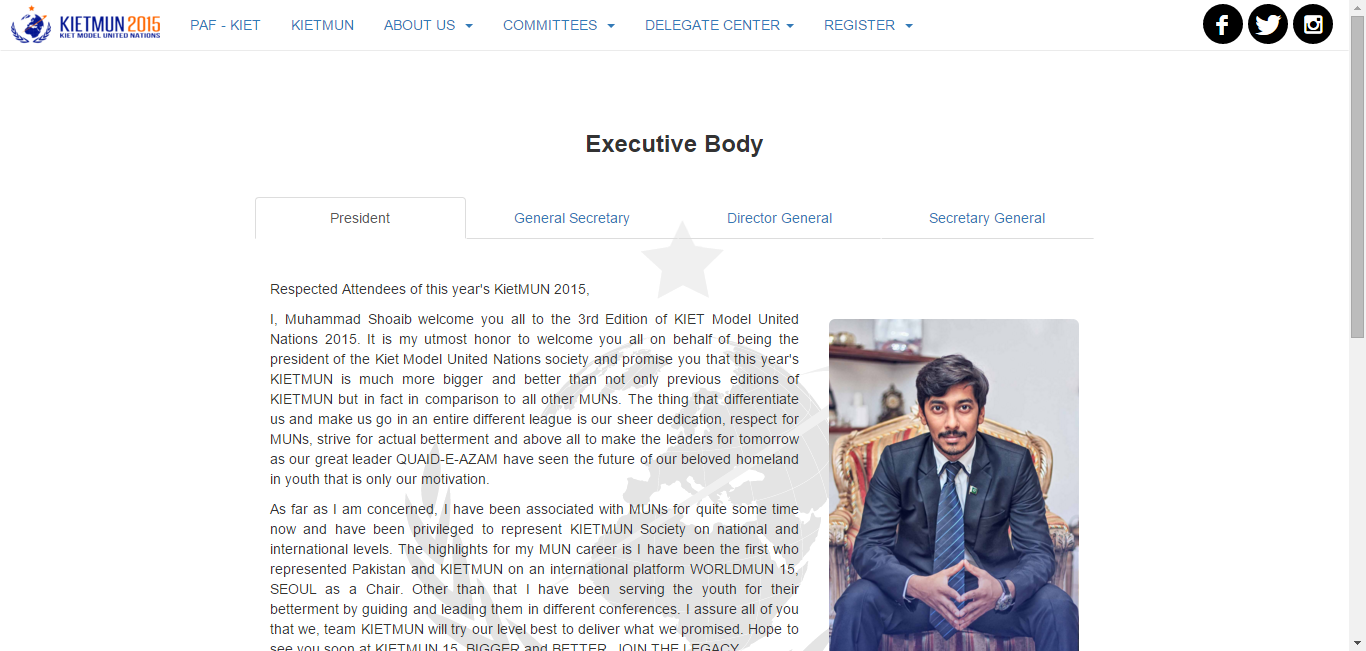 KIETMUN 2015
KIET MODEL UNITED NATIONS
PAF - KIET
KIETMUN
ABOUT US
COMMITTEES
DELEGATE CENTER
REGISTER
Executive Body
President
General Secretary
Director General
Secretary General
Respected Attendees of this year's KietMUN 2015,
I, Muhammad Shoaib welcome you all to the 3rd Edition of KIET Model United
Nations 2015. It is my utmost honor to welcome you all on behalf of being the
president of the Kiet Model United Nations society and promise you that this year's
KIETMUN is much more bigger and better than not only previous editions of
KIETMUN but in fact in comparison to all other MUNs. The thing that differentiate
us and make us go in an entire different league is our sheer dedication, respect for
MUNs, strive for actual betterment and above all to make the leaders for tomorrow
as our great leader QUAID-E-AZAM have seen the future of our beloved homeland
in youth that is only our motivation.
As far as I am concerned, I have been associated with MUNs for quite some time
now and have been privileged to represent KIETMUN Society on national and
international levels. The highlights for my MUN career is I have been the first who
represented Pakistan and KIETMUN on an international platform WORLDMUN 15,
SEOUL as a Chair. Other than that I have been serving the youth for their
betterment by guiding and leading them in different conferences. I assure all of you
that we, team KIETMUN will try our level best to deliver what we promised. Hope to
see you soon at KIETMUN 15, BIGGER and BETTER. JOIN THE LEGACY